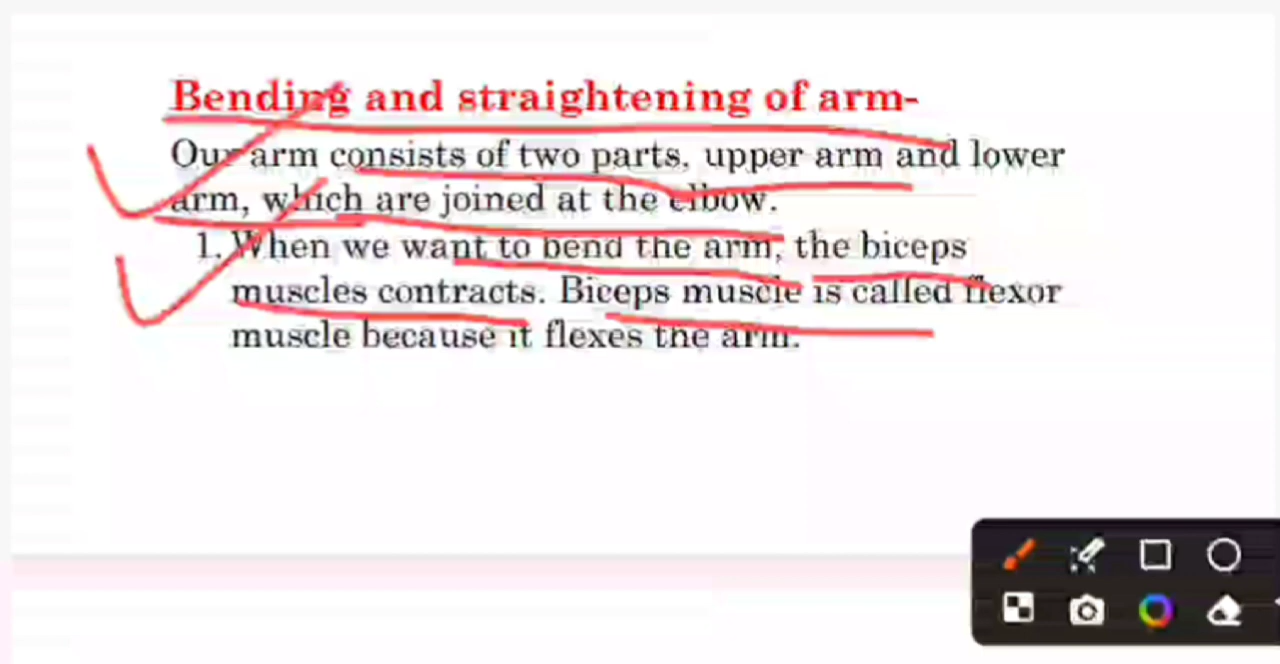 Bending and straightening of arm-
Our arm consists of two parts, upper arm and lower
arm, which are joined at the elbow.
1. When we want to bend the arm, the biceps
muscles contracts. Biceps muscle is called flexor
muscle because it flexes the arm.